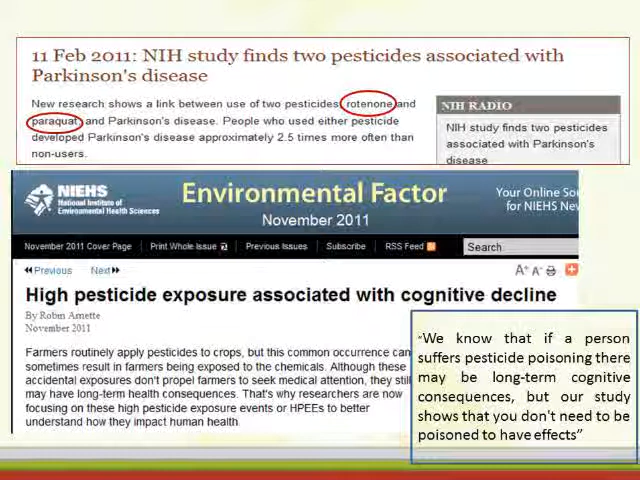 11 Feb 2011: NIH study finds two pesticides associated with
Parkinson's disease
New research shows a link between use of two pesticides, rotenone and
paraquat, and Parkinson's disease. People who used either pesticide
developed Parkinson's disease approximately 2.5 times more often than
non-users.
NIH RADIO
NIH study finds two pesticides
associated with Parkinson's
disease
NIEHS
National Institute of
Environmental Health Sciences
Environmental Factor
November 2011
Your Online
for NIEHS
November 2011 Cover Page
Print Whole Issue
Previous Issues
Subscribe
RSS Feed
Search
Previous
Next
A+ A-
High pesticide exposure associated with cognitive decline
By Robin Arnette
November 2011
Farmers routinely apply pesticides to crops, but this common occurrence can
sometimes result in farmers being exposed to the chemicals. Although these
accidental exposures don't propel farmers to seek medical attention, they still
may have long-term health consequences. That's why researchers are now
focusing on these high pesticide exposure events or HPEEs to better
understand how they impact human health
"We know that if a person
suffers pesticide poisoning there
may be long-term cognitive
consequences, but our study
shows that you don't need to be
poisoned to have effects"